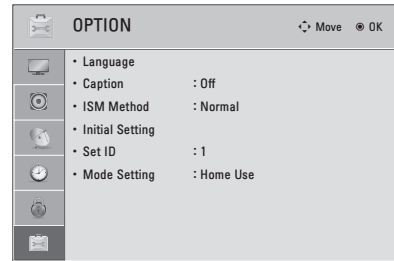 OPTION
Move OK
• Language
• Caption : Off
• ISM Method : Normal
• Initial Setting
• Set ID : 1
• Mode Setting : Home Use